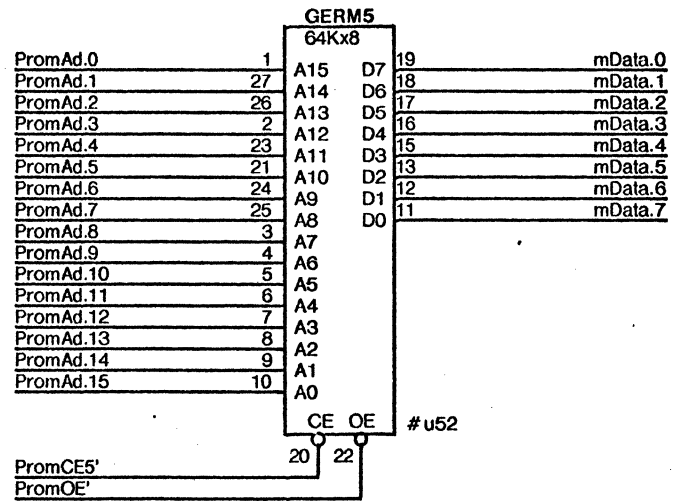 GERM5
64Kx8
PromAd.0 1 A15 D7 19 mData.0
PromAd.1 27 A14 D6 18 mData.1
PromAd.2 26 A13 D5 17 mData.2
PromAd.3 2 A12 D4 16 mData.3
PromAd.4 23 A11 D3 15 mData.4
PromAd.5 21 A10 D2 13 mData.5
PromAd.6 24 A9 D1 12 mData.6
PromAd.7 25 A8 D0 11 mData.7
PromAd.8 3 A7
PromAd.9 4 A6
PromAd.10 5 A5
PromAd.11 6 A4
PromAd.12 7 A3
PromAd.13 8 A2
PromAd.14 9 A1
PromAd.15 10 A0
CE OE #u52
20 22
PromCE5'
PromOE'